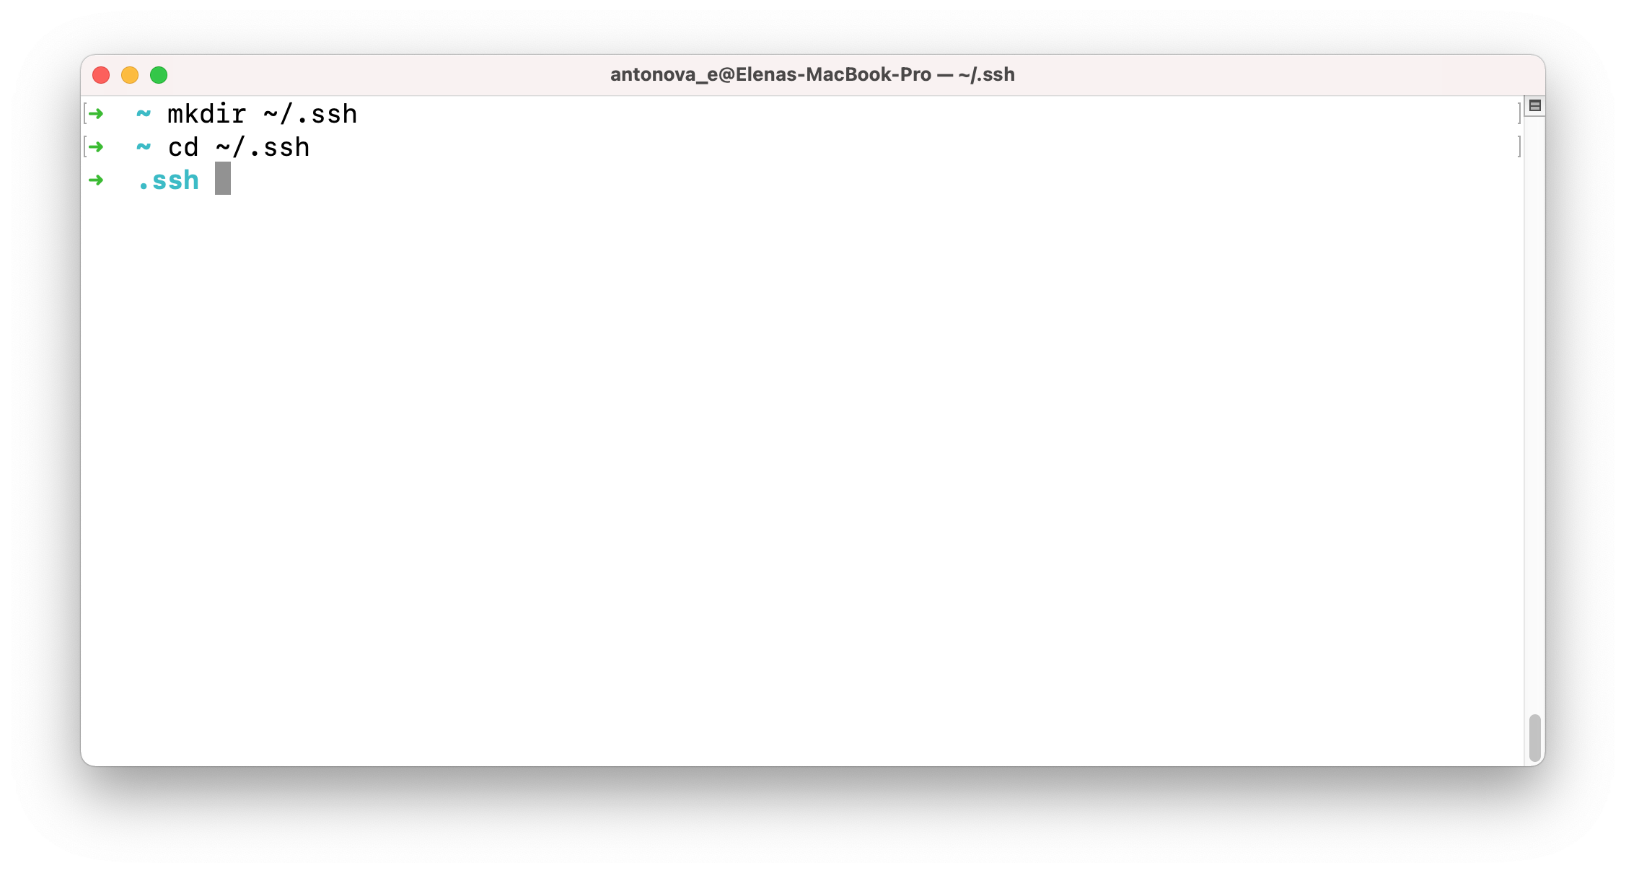 antonova_e@Elenas-MacBook-Pro — ~/.ssh
[➜  ~ mkdir ~/.ssh ]
[➜  ~ cd ~/.ssh ]
➜  .ssh